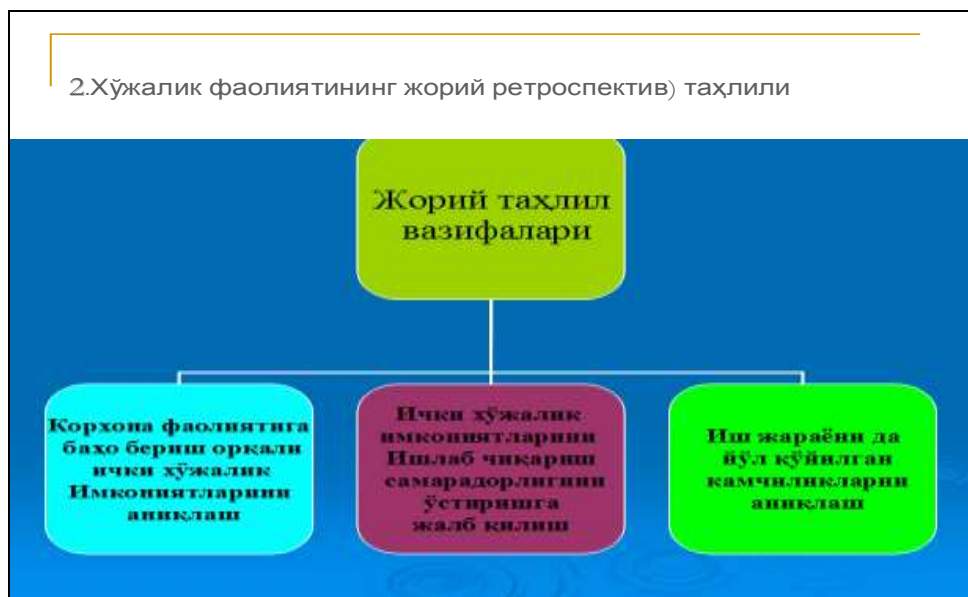 2.Хўжалик фаолиятининг жорий ретроспектив) таҳлили
Жорий таҳлил
вазифалари
Корхона фаолиятига
баҳо бериш орқали
ички хўжалик
Имкониятларини
аниқлаш
Ички хўжалик
имкониятларини
Ишлаб чиқариш
самарадорлигини
ўстиришга
жалб қилиш
Иш жараёни да
йўл қўйилган
камчиликларни
аниқлаш